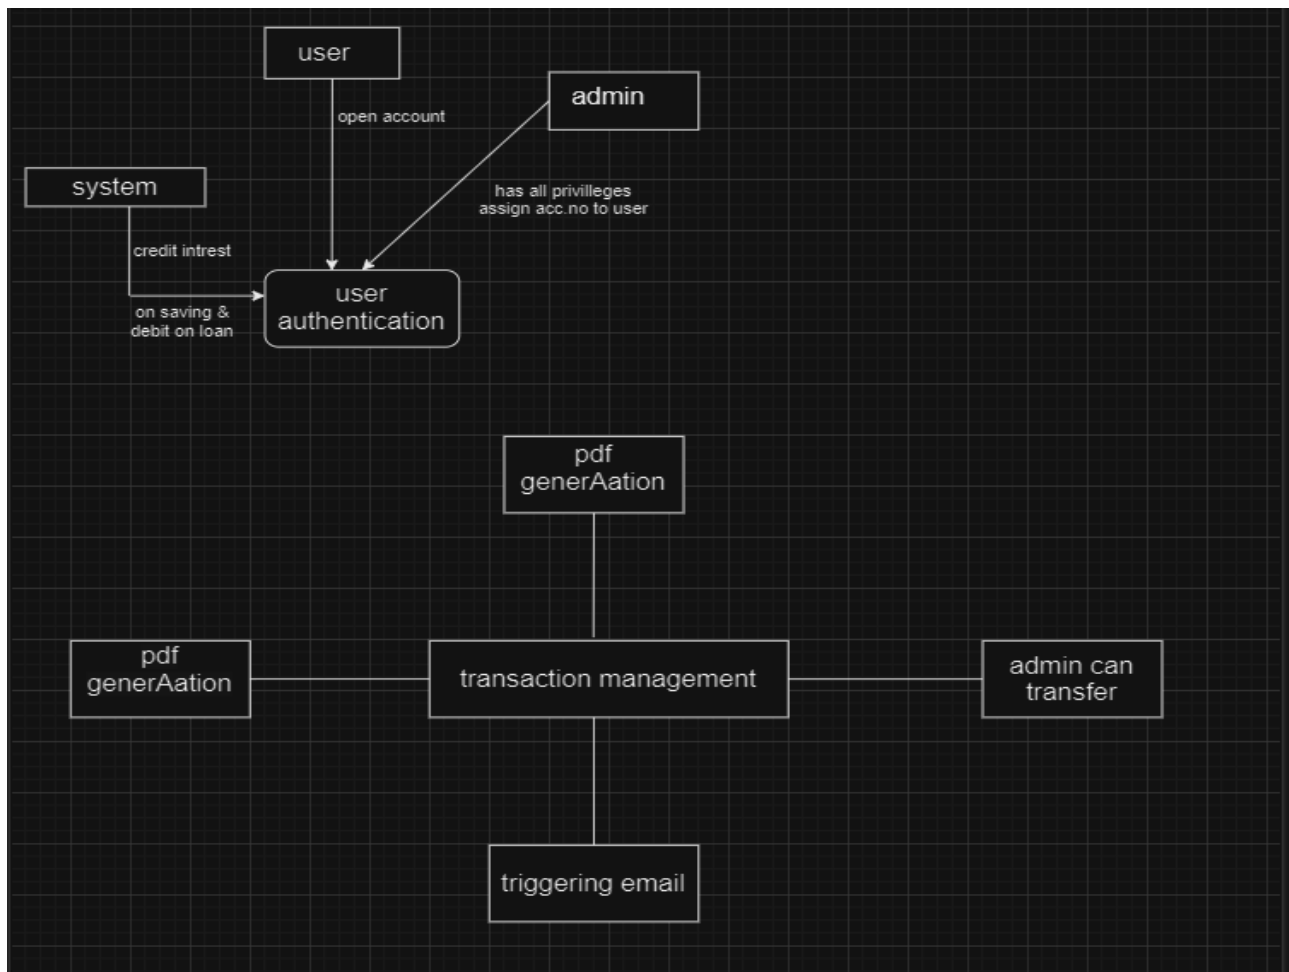 user
admin
open account
system
has all privilleges
assign acc.no to user
credit intrest
on saving &
debit on loan
user
authentication
pdf
generAation
pdf
generAation
transaction management
admin can
transfer
triggering email